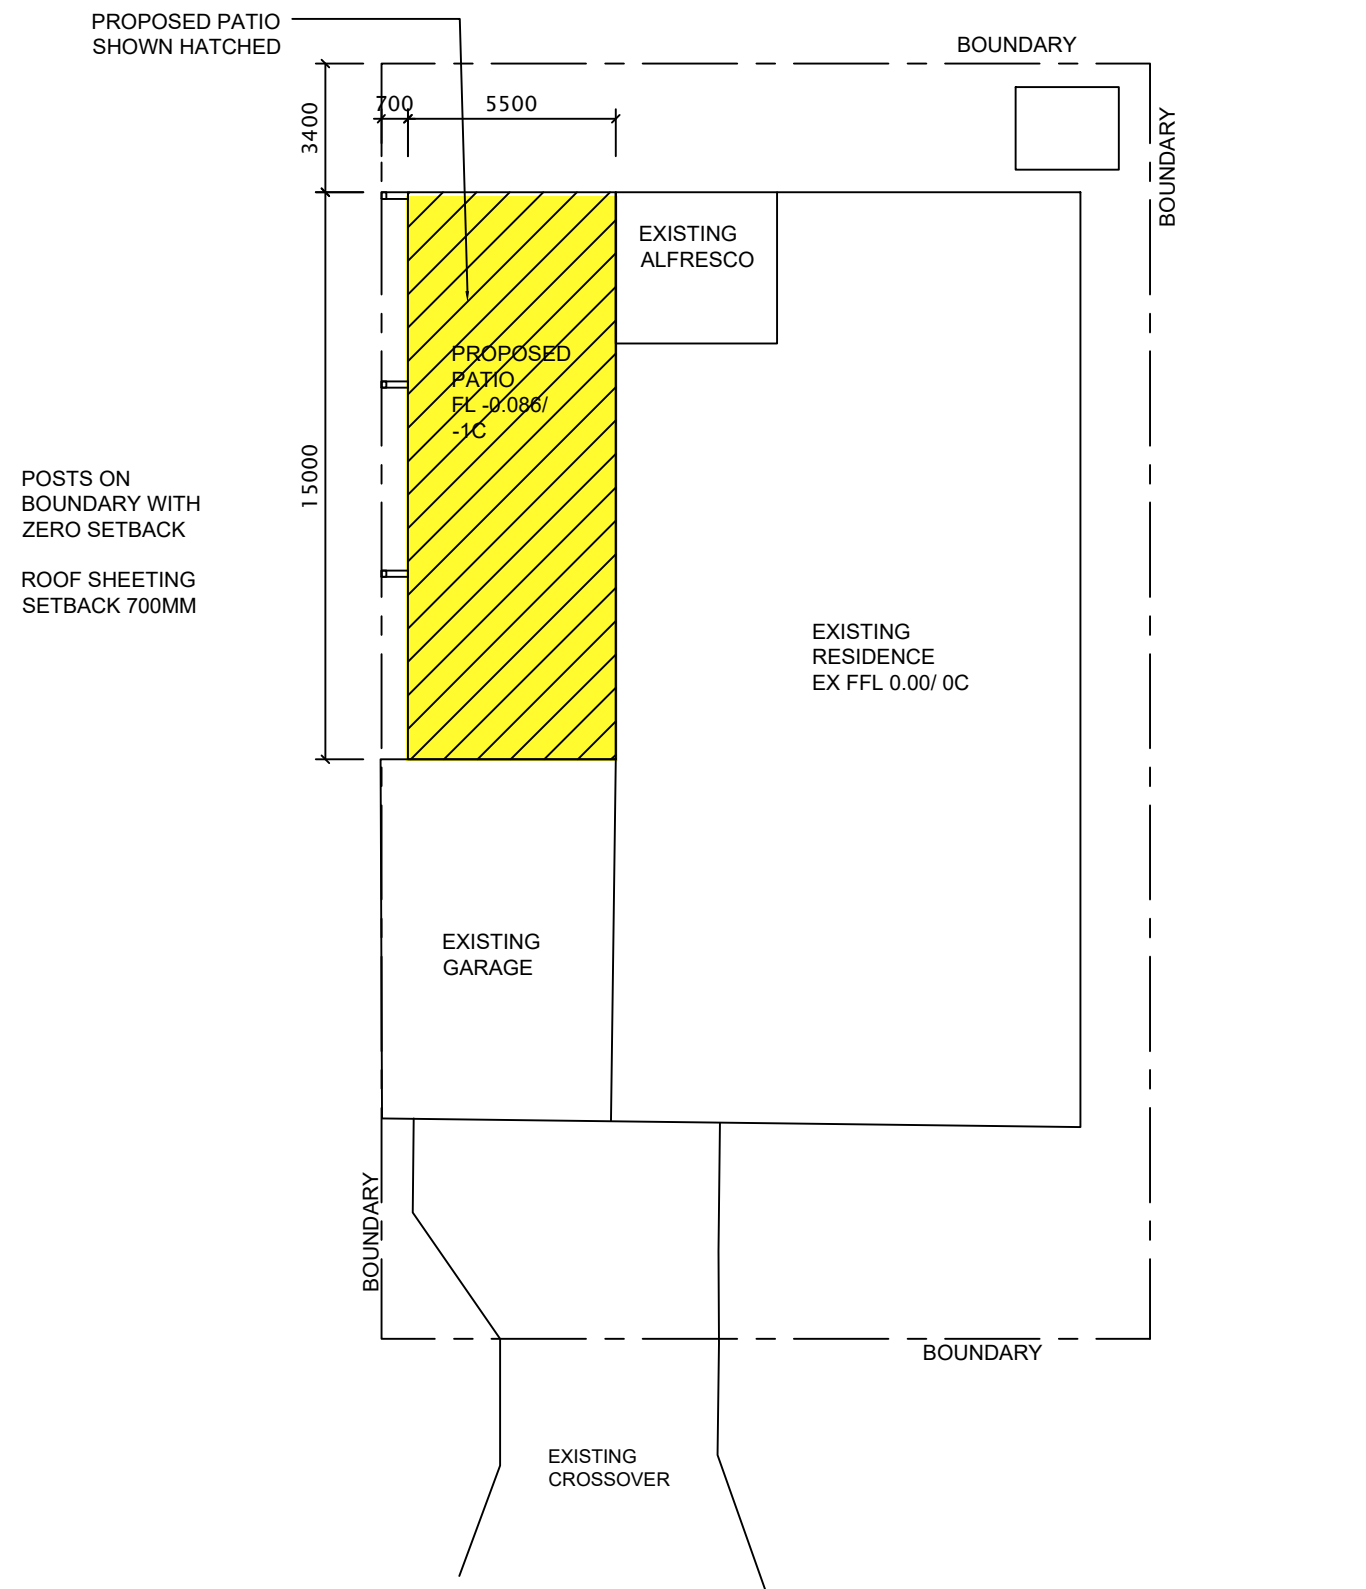 PROPOSED PATIO
SHOWN HATCHED
BOUNDARY
700
5500
3400
BOUNDARY
EXISTING
ALFRESCO
PROPOSED
PATIO
FL -0.086/
-1C
15000
POSTS ON
BOUNDARY WITH
ZERO SETBACK
ROOF SHEETING
SETBACK 700MM
EXISTING
RESIDENCE
EX FFL 0.00/ 0C
EXISTING
GARAGE
BOUNDARY
BOUNDARY
EXISTING
CROSSOVER